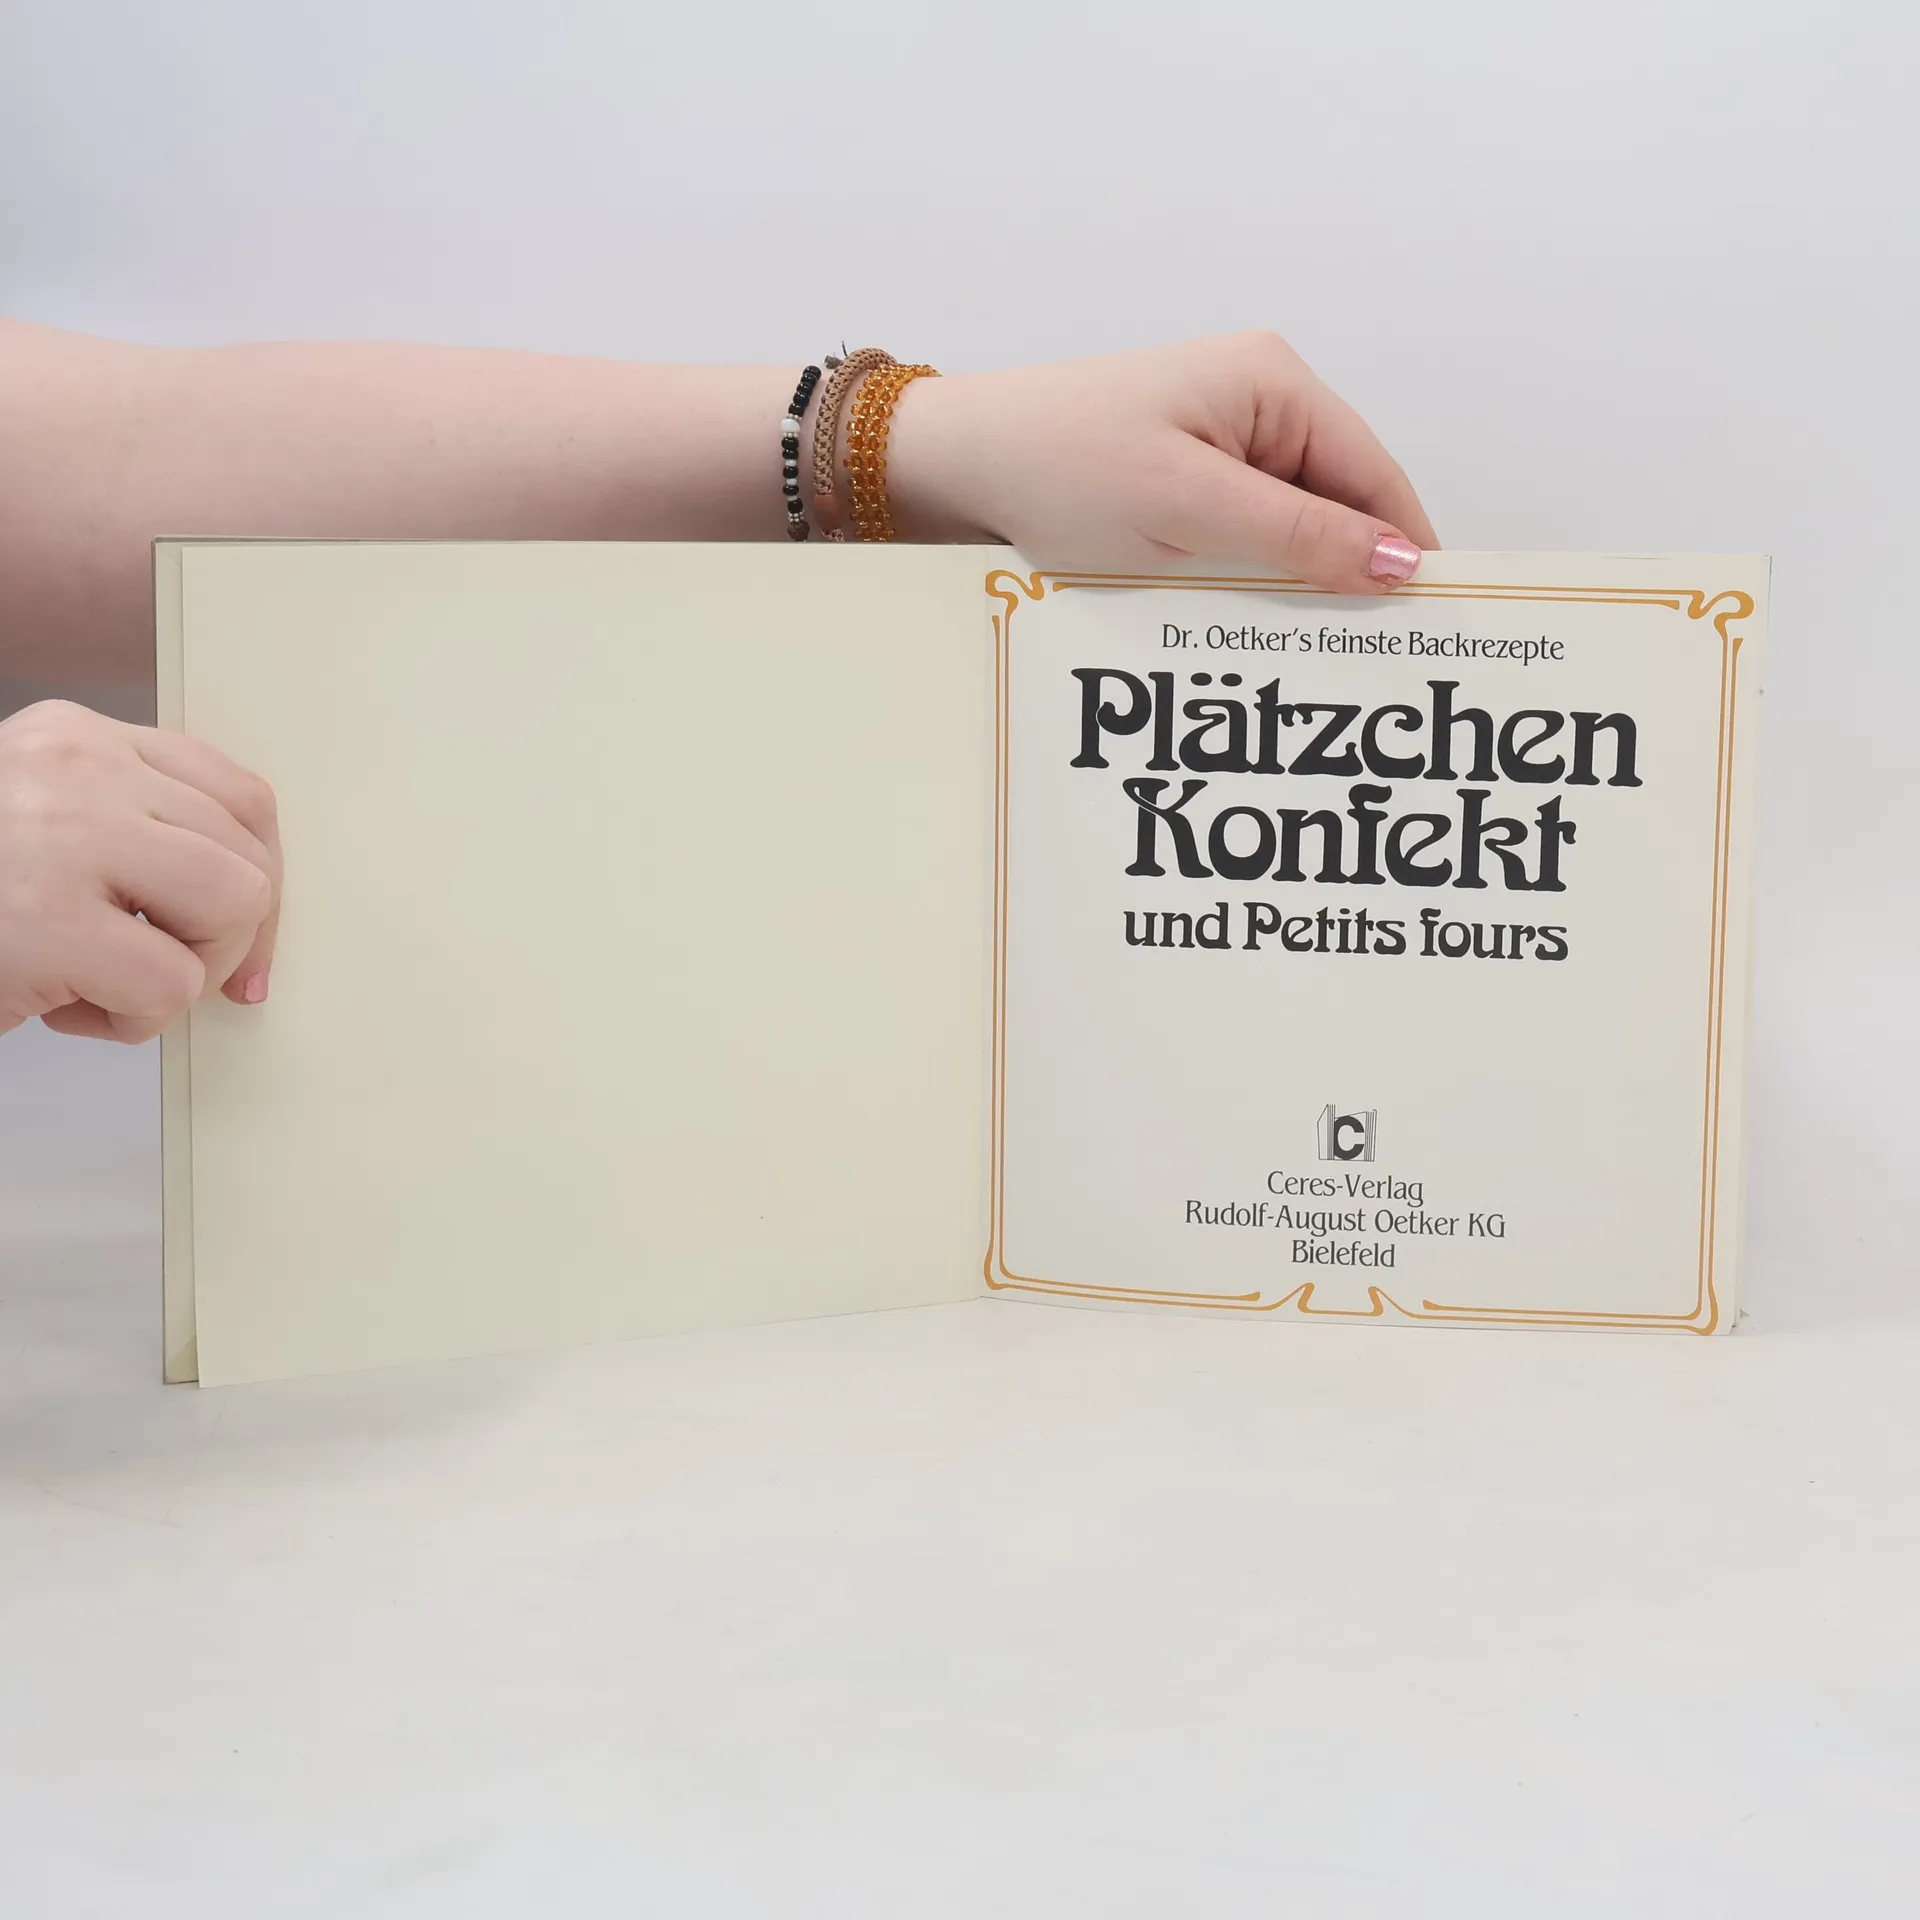 Dr. Oetker's feinste Backrezepte
Plätzchen
Konfekt
und Petits fours
C
Ceres-Verlag
Rudolf-August Oetker KG
Bielefeld